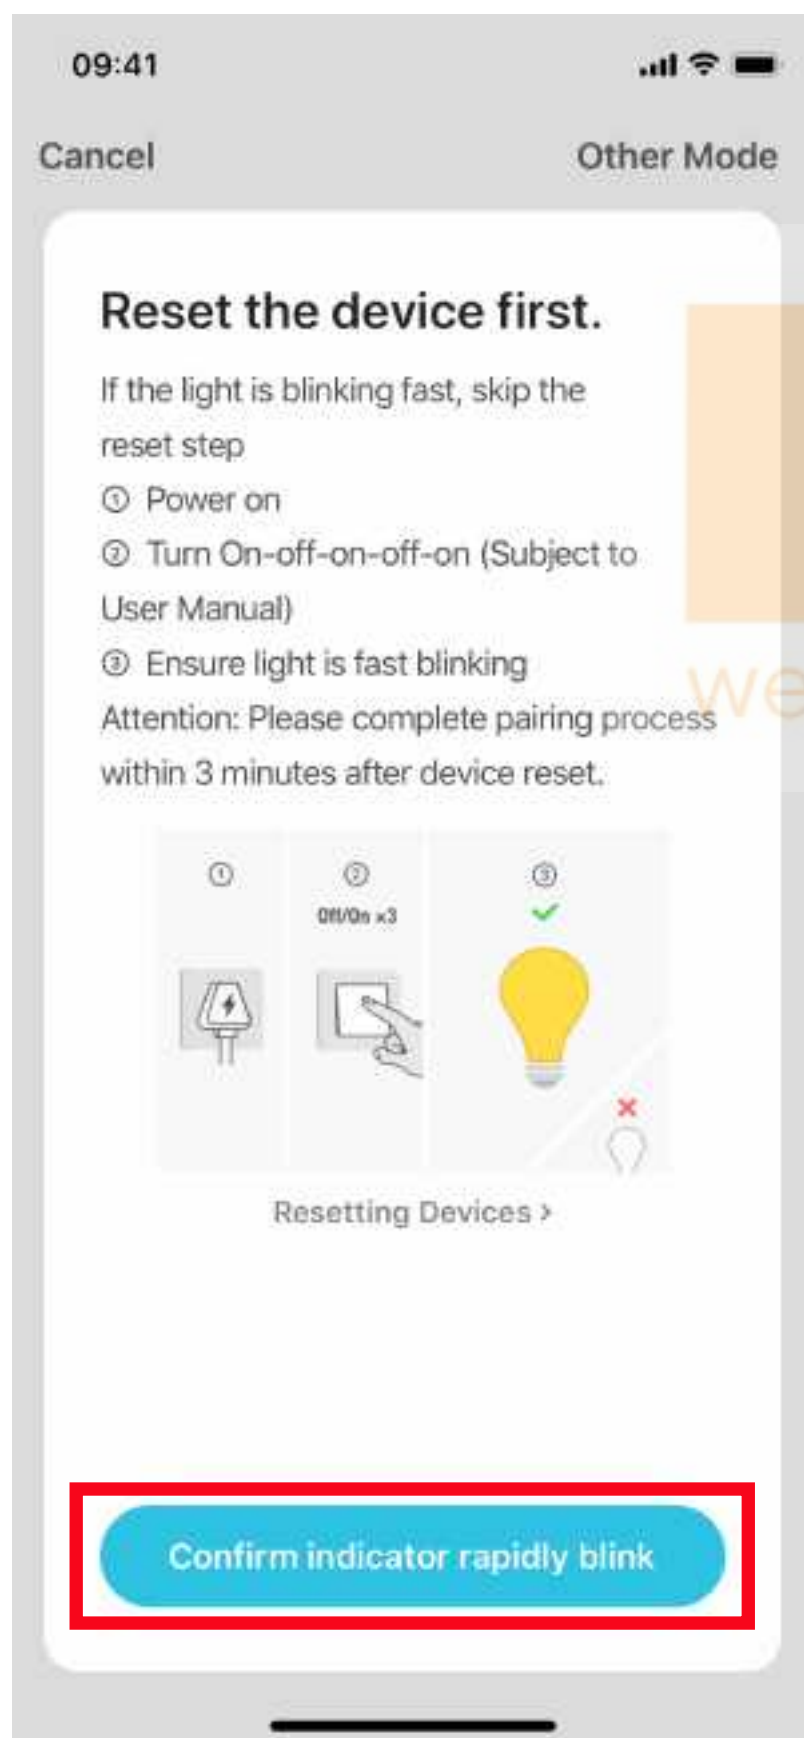 09:41
Cancel
Other Mode
Reset the device first.
If the light is blinking fast, skip the
reset step
① Power on
② Turn On-off-on-off-on (Subject to
User Manual)
③ Ensure light is fast blinking
Attention: Please complete pairing process
within 3 minutes after device reset.
we
① ② ③
Off/On x3
Resetting Devices >
Confirm indicator rapidly blink